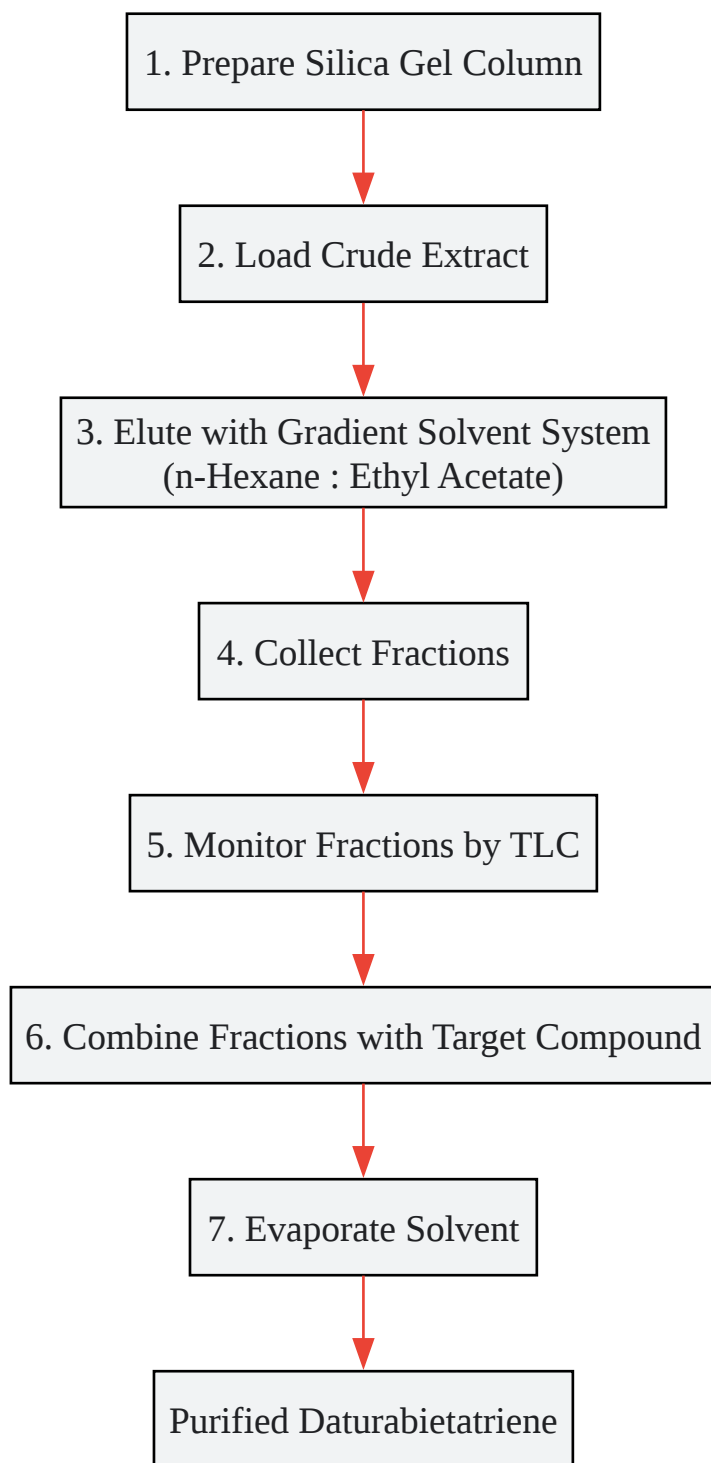 1. Prepare Silica Gel Column
2. Load Crude Extract
3. Elute with Gradient Solvent System
(n-Hexane : Ethyl Acetate)
4. Collect Fractions
5. Monitor Fractions by TLC
6. Combine Fractions with Target Compound
7. Evaporate Solvent
Purified Daturabietatriene